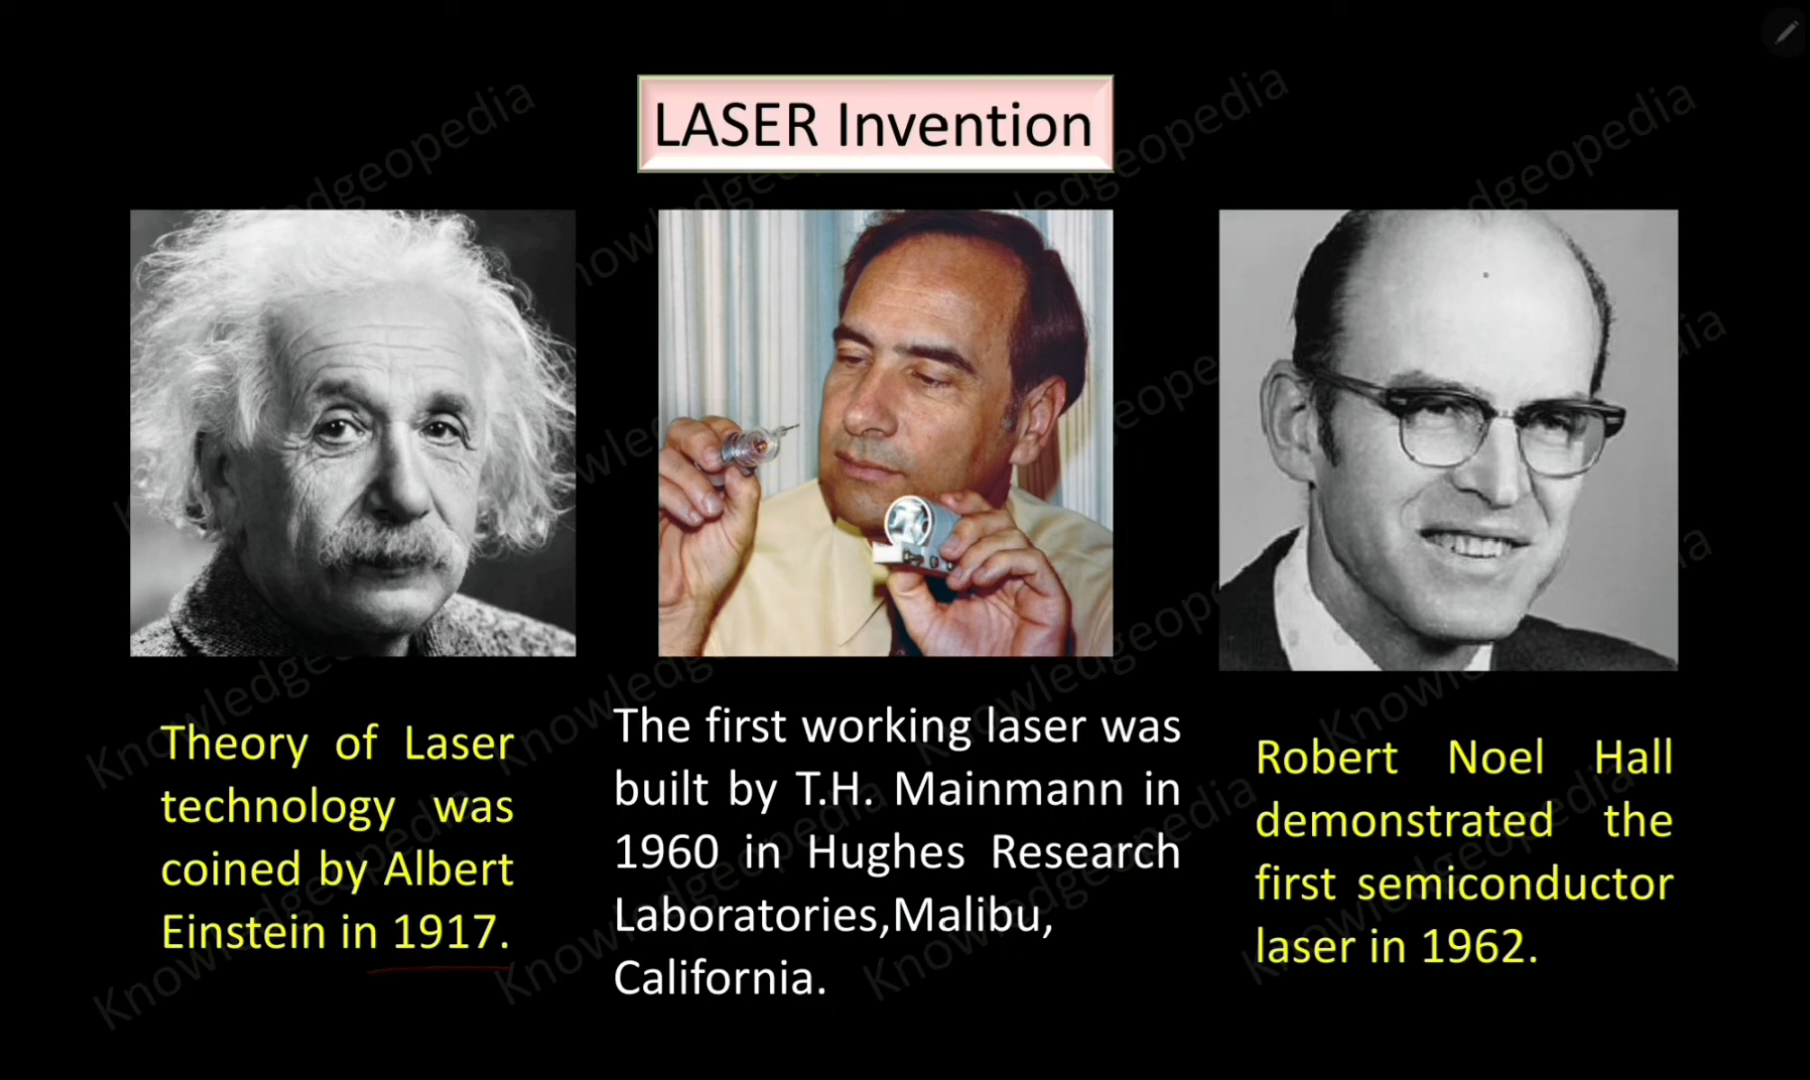 LASER Invention
Theory of Laser
technology was
coined by Albert
Einstein in 1917.
The first working laser was
built by T.H. Mainmann in
1960 in Hughes Research
Laboratories,Malibu,
California.
Robert Noel Hall
demonstrated the
first semiconductor
laser in 1962.
Knowledgeopedia